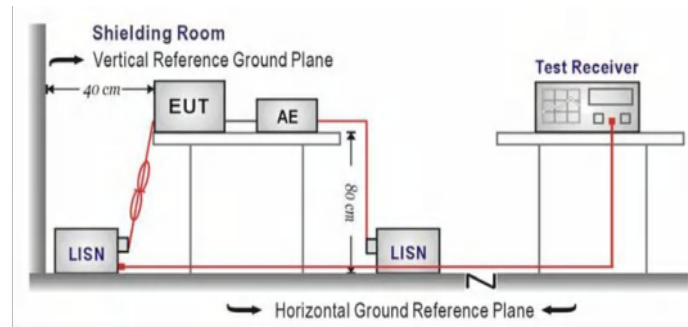 Shielding Room
Vertical Reference Ground Plane
40 cm
EUT
AE
Test Receiver
80 cm
LISN
LISN
Horizontal Ground Reference Plane